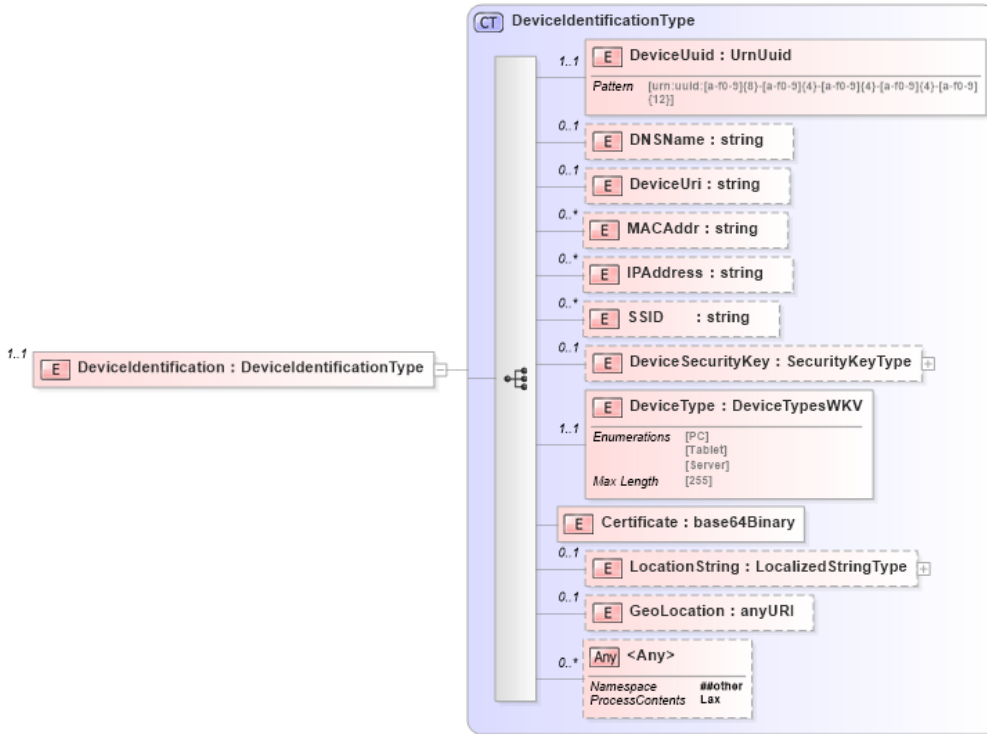 CT DeviceIdentificationType
1..1 E DeviceUuid : UrnUuid
Pattern [urn:uuid:[a-f0-9]{8}-[a-f0-9]{4}-[a-f0-9]{4}-[a-f0-9]{4}-[a-f0-9]
{12}]
0..1 E DNSName : string
0..1 E DeviceUri : string
0..* E MACAddr : string
0..* E IPAddress : string
0..* E SSID : string
1..1 E DeviceIdentification : DeviceIdentificationType
0..1 E DeviceSecurityKey : SecurityKeyType
1..1 E DeviceType : DeviceTypesWKV
Enumerations [PC]
[Tablet]
[Server]
Max Length [255]
E Certificate : base64Binary
0..1 E LocationString : LocalizedStringType
0..1 E GeoLocation : anyURI
0..* Any <Any>
Namespace ##other
ProcessContents Lax